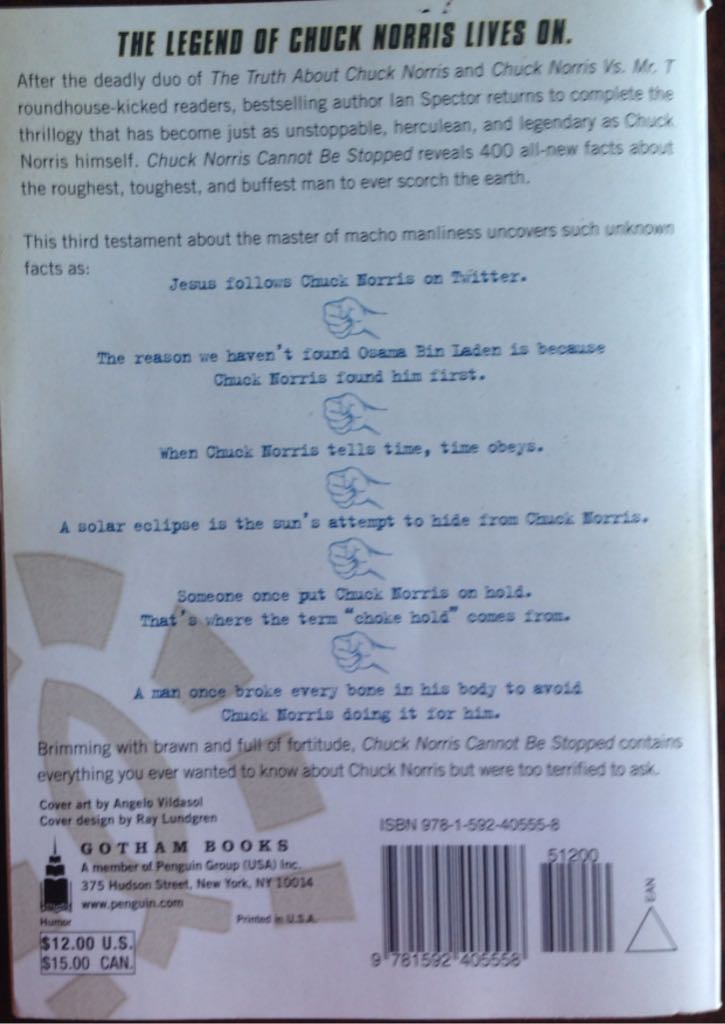 THE LEGEND OF CHUCK NORRIS LIVES ON.
After the deadly duo of The Truth About Chuck Norris and Chuck Norris Vs. Mr. T
roundhouse-kicked readers, bestselling author Ian Spector returns to complete the
thrillogy that has become just as unstoppable, herculean, and legendary as Chuck
Norris himself. Chuck Norris Cannot Be Stopped reveals 400 all-new facts about
the roughest, toughest, and buffest man to ever scorch the earth.
This third testament about the master of macho manliness uncovers such unknown
facts as:
Jesus follows Chuck Norris on Twitter.
The reason we haven't found Osama Bin Laden is because
Chuck Norris found him first.
When Chuck Norris tells time, time obeys.
A solar eclipse is the sun's attempt to hide from Chuck Norris.
Someone once put Chuck Norris on hold.
That's where the term "choke hold" comes from.
A man once broke every bone in his body to avoid
Chuck Norris doing it for him.
Brimming with brawn and full of fortitude, Chuck Norris Cannot Be Stopped contains
everything you ever wanted to know about Chuck Norris but were too terrified to ask.
Cover art by Angelo Vildasol
Cover design by Ray Lundgren
GOTHAM BOOKS
A member of Penguin Group (USA) Inc.
375 Hudson Street, New York, NY 10014
www.penguin.com
Humor
Printed in U.S.A.
$12.00 U.S.
$15.00 CAN.
ISBN 978-1-592-40555-8
51200
9 781592 405558
EAN